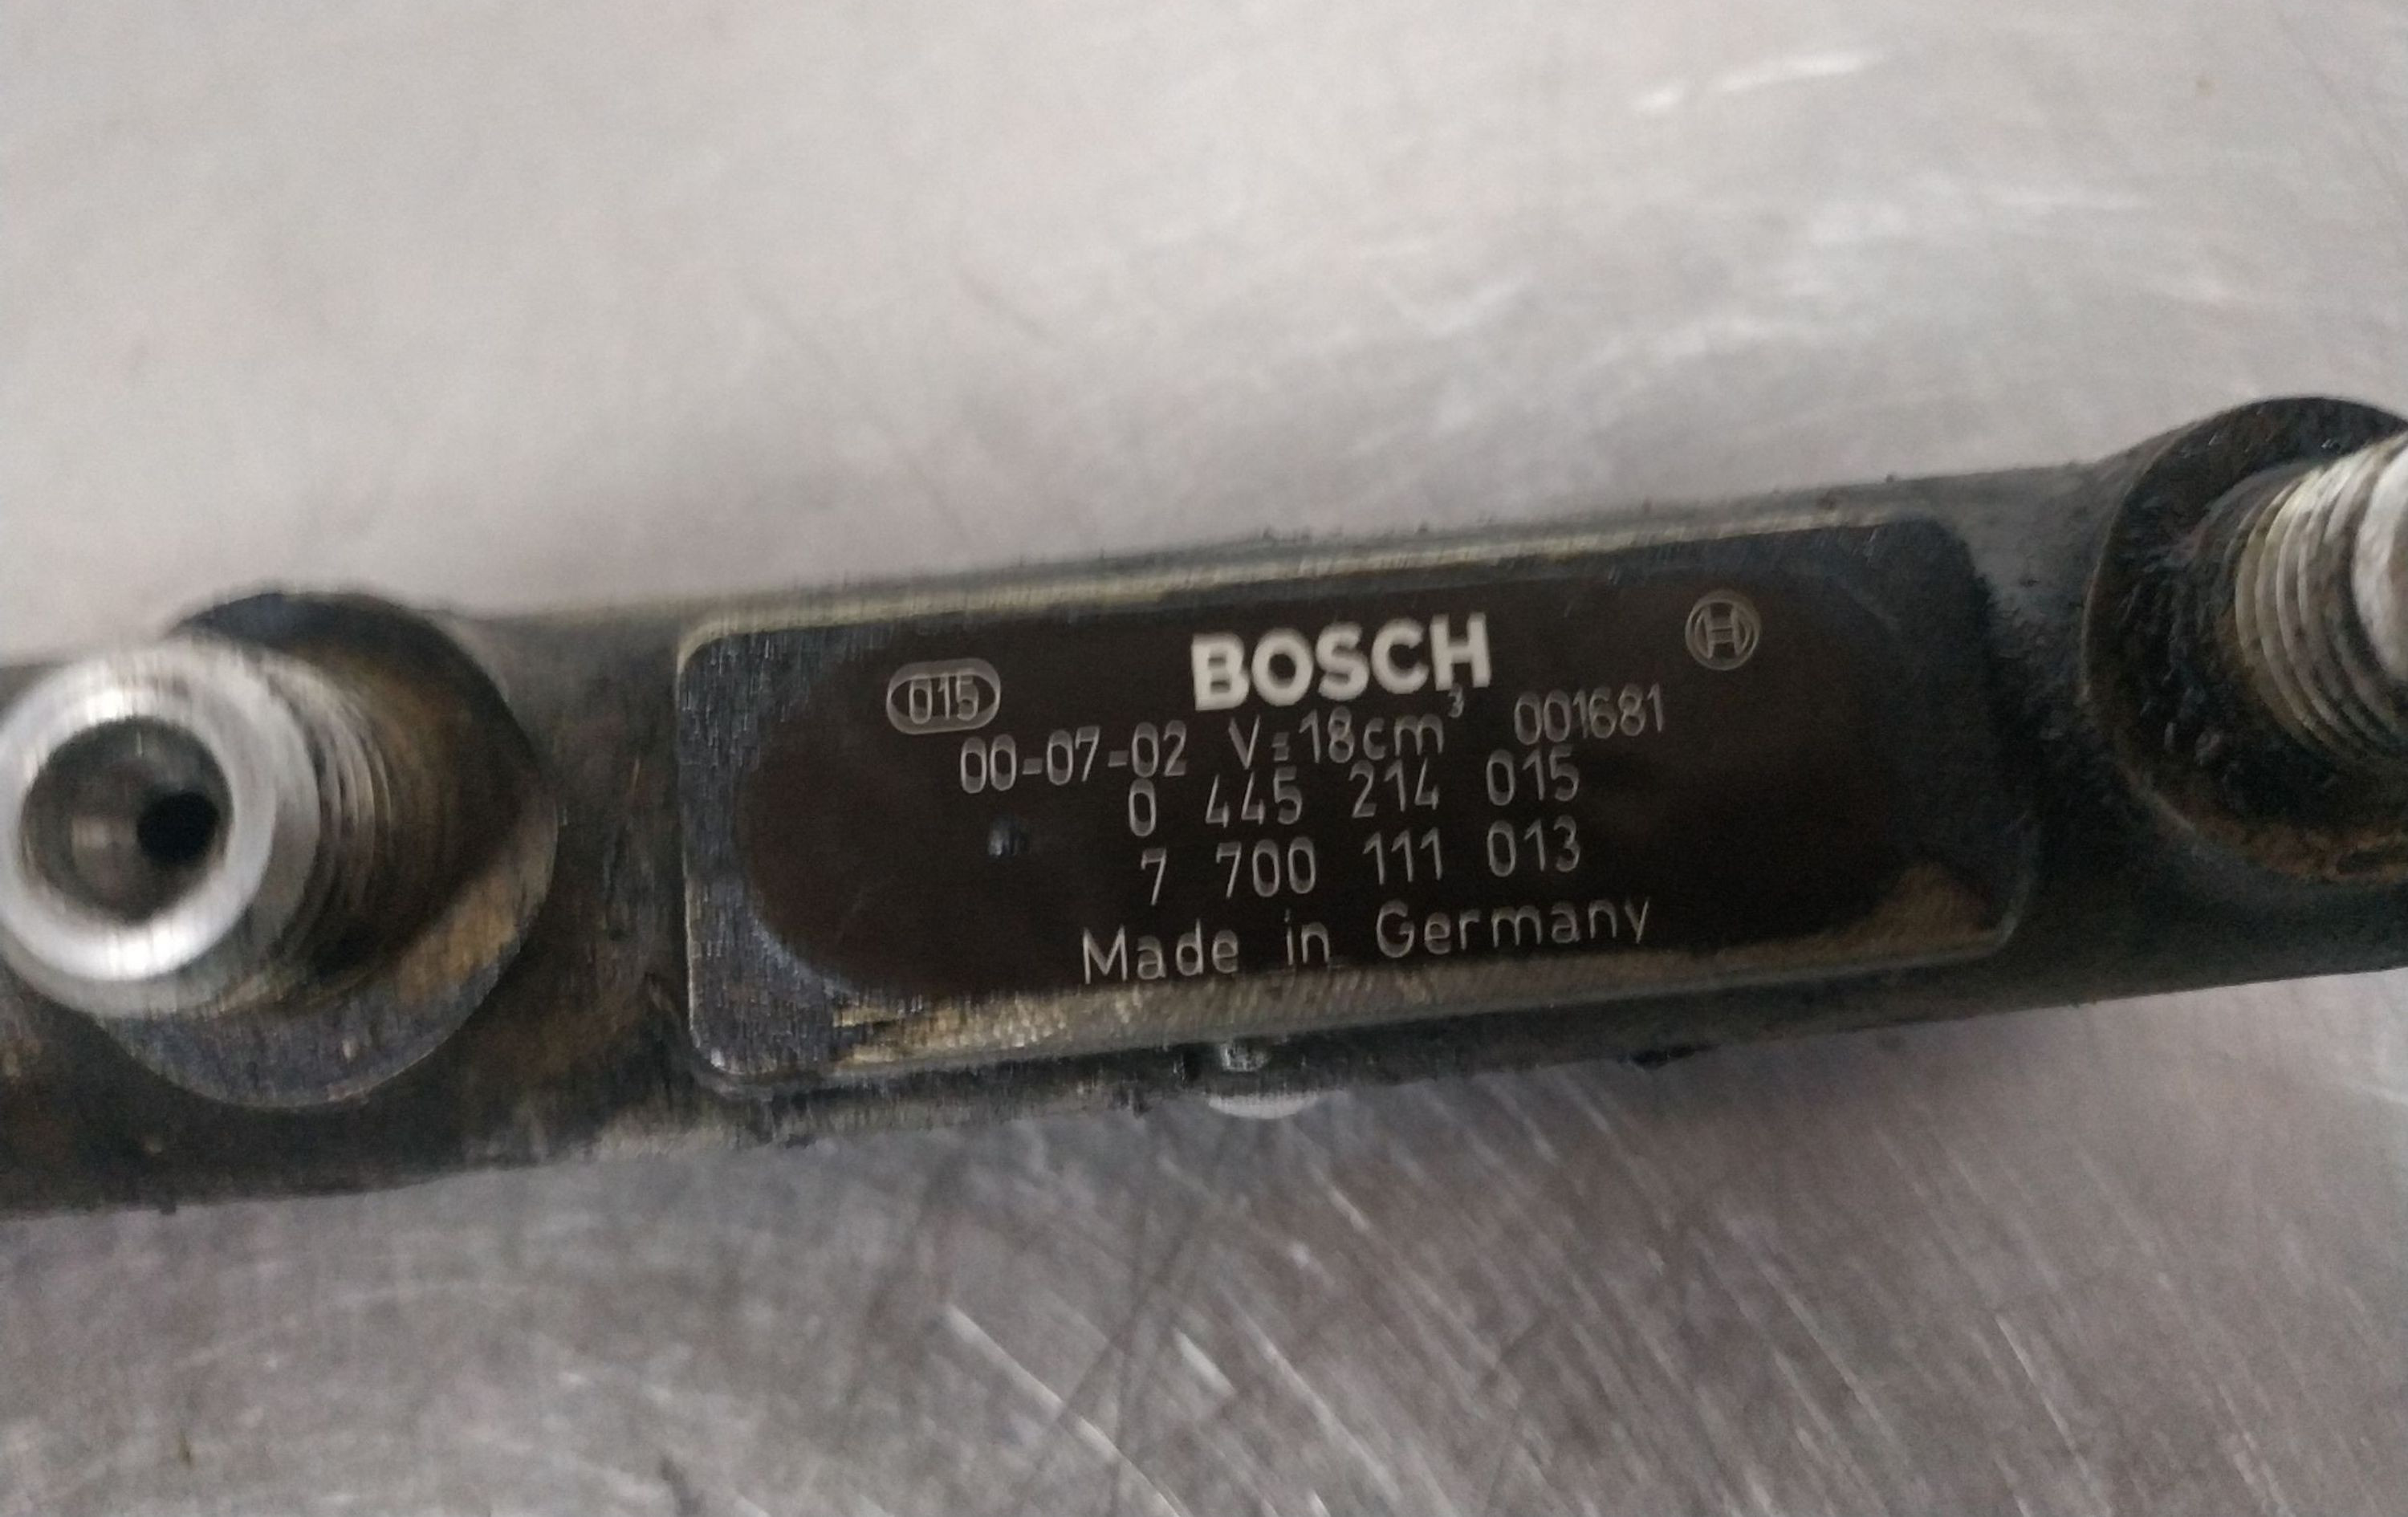 BOSCH
015
00-07-02 V=18cm³ 001681
0 445 214 015
7 700 111 013
Made in Germany